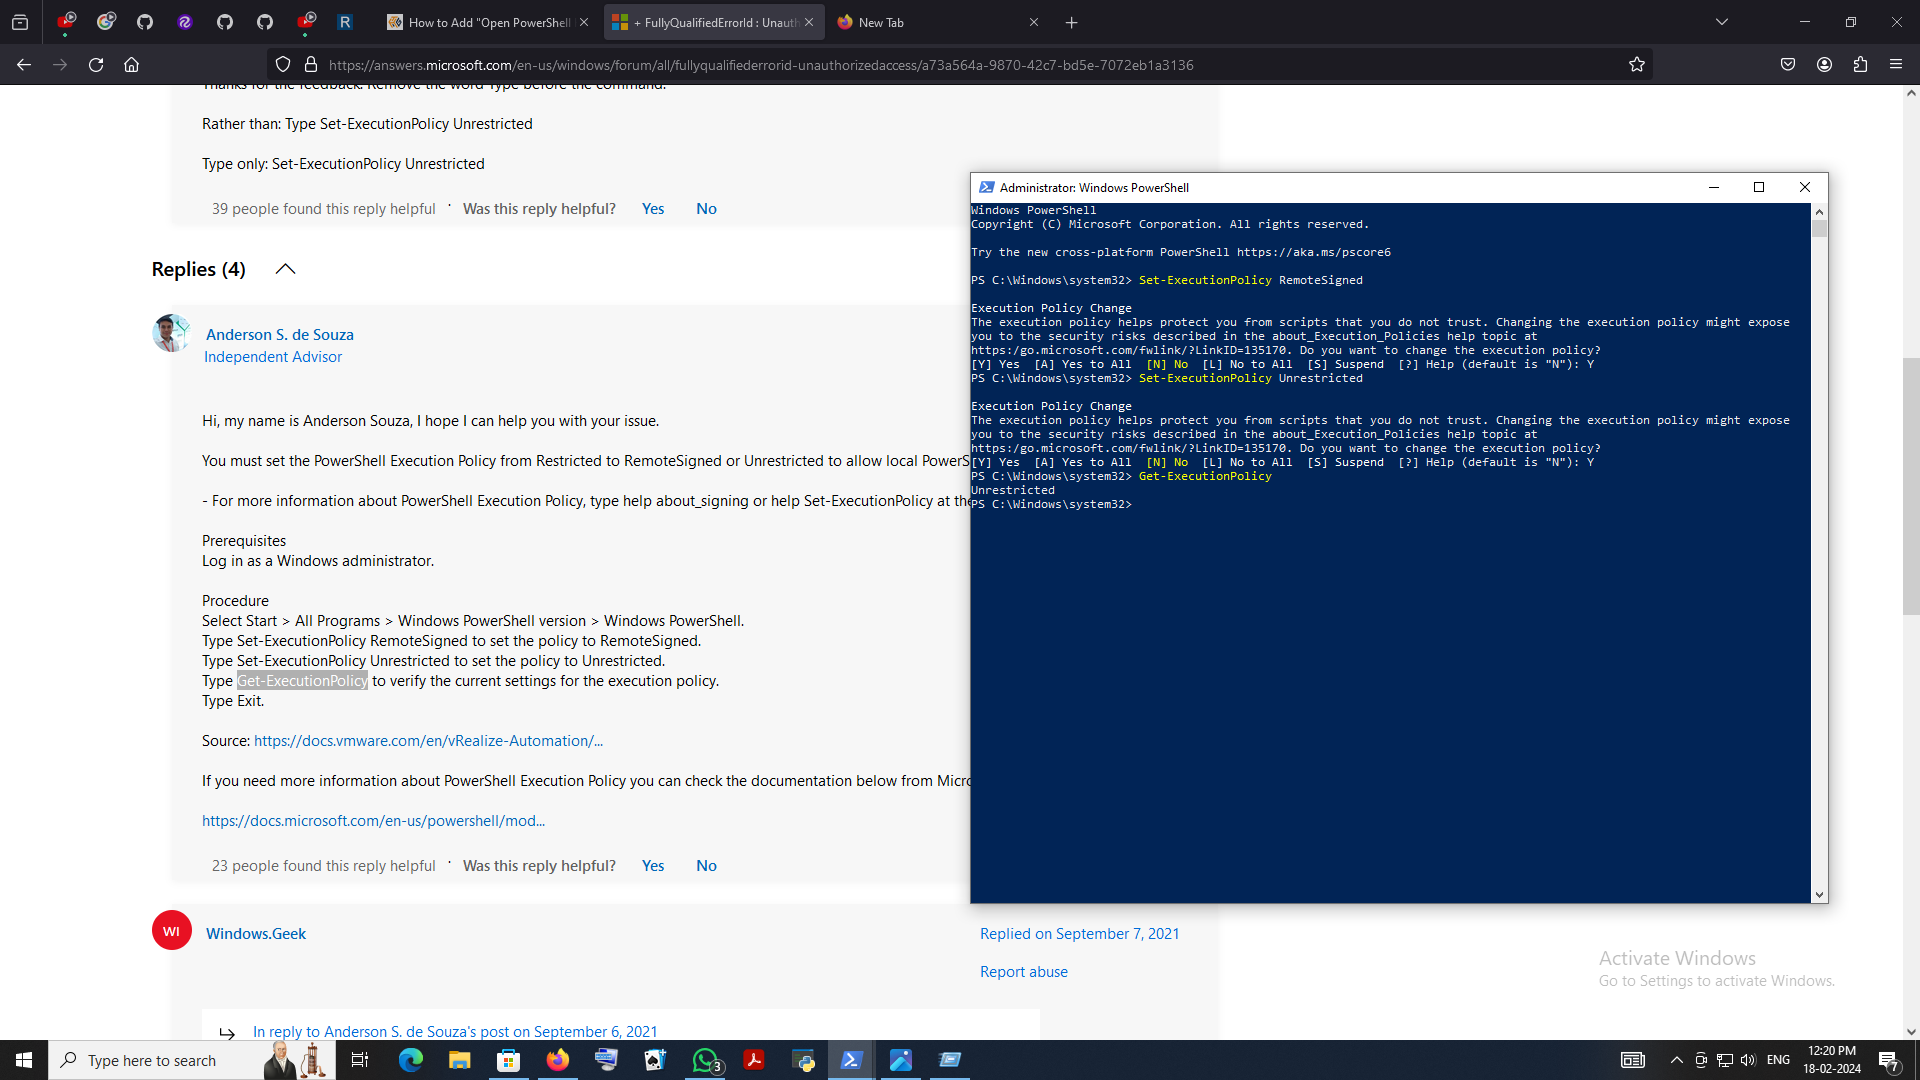 How to Add "Open PowerShell
+ FullyQualifiedErrorId : Unauth
New Tab
https://answers.microsoft.com/en-us/windows/forum/all/fullyqualifiederrorid-unauthorizedaccess/a73a564a-9870-42c7-bd5e-7072eb1a3136
Thanks for the feedback. Remove the word Type before the command.
Rather than: Type Set-ExecutionPolicy Unrestricted
Type only: Set-ExecutionPolicy Unrestricted
39 people found this reply helpful · Was this reply helpful? Yes No
Replies (4)
Anderson S. de Souza
Independent Advisor
Hi, my name is Anderson Souza, I hope I can help you with your issue.
You must set the PowerShell Execution Policy from Restricted to RemoteSigned or Unrestricted to allow local PowerS
- For more information about PowerShell Execution Policy, type help about_signing or help Set-ExecutionPolicy at the
Prerequisites
Log in as a Windows administrator.
Procedure
Select Start > All Programs > Windows PowerShell version > Windows PowerShell.
Type Set-ExecutionPolicy RemoteSigned to set the policy to RemoteSigned.
Type Set-ExecutionPolicy Unrestricted to set the policy to Unrestricted.
Type Get-ExecutionPolicy to verify the current settings for the execution policy.
Type Exit.
Source: https://docs.vmware.com/en/vRealize-Automation/...
If you need more information about PowerShell Execution Policy you can check the documentation below from Micro
https://docs.microsoft.com/en-us/powershell/mod...
23 people found this reply helpful · Was this reply helpful? Yes No
WI
Windows.Geek
Replied on September 7, 2021
Report abuse
In reply to Anderson S. de Souza's post on September 6, 2021
Administrator: Windows PowerShell
Windows PowerShell
Copyright (C) Microsoft Corporation. All rights reserved.
Try the new cross-platform PowerShell https://aka.ms/pscore6
PS C:\Windows\system32> Set-ExecutionPolicy RemoteSigned
Execution Policy Change
The execution policy helps protect you from scripts that you do not trust. Changing the execution policy might expose
you to the security risks described in the about_Execution_Policies help topic at
https:/go.microsoft.com/fwlink/?LinkID=135170. Do you want to change the execution policy?
[Y] Yes [A] Yes to All [N] No [L] No to All [S] Suspend [?] Help (default is "N"): Y
PS C:\Windows\system32> Set-ExecutionPolicy Unrestricted
Execution Policy Change
The execution policy helps protect you from scripts that you do not trust. Changing the execution policy might expose
you to the security risks described in the about_Execution_Policies help topic at
https:/go.microsoft.com/fwlink/?LinkID=135170. Do you want to change the execution policy?
[Y] Yes [A] Yes to All [N] No [L] No to All [S] Suspend [?] Help (default is "N"): Y
PS C:\Windows\system32> Get-ExecutionPolicy
Unrestricted
PS C:\Windows\system32>
Activate Windows
Go to Settings to activate Windows.
Type here to search
3
ENG
12:20 PM
18-02-2024
7